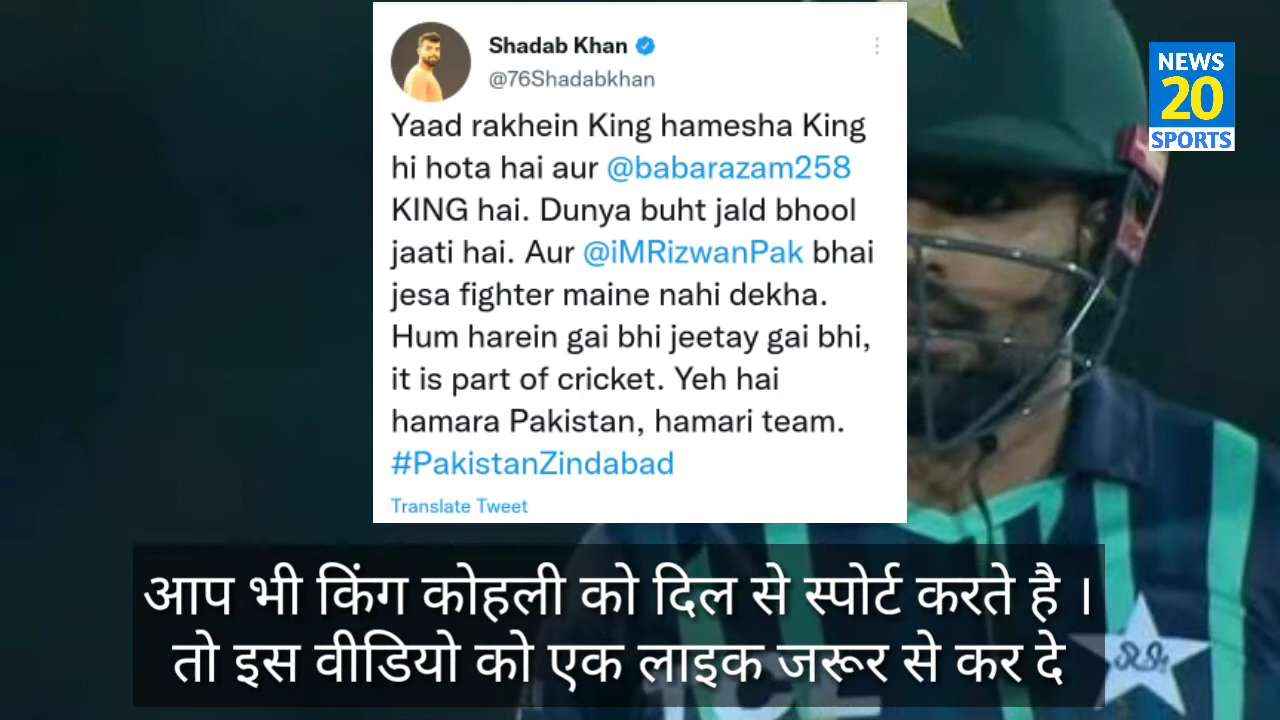 Shadab Khan
@76Shadabkhan
Yaad rakhein King hamesha King
hi hota hai aur @babarazam258
KING hai. Dunya buht jald bhool
jaati hai. Aur @iMRizwanPak bhai
jesa fighter maine nahi dekha.
Hum harein gai bhi jeetay gai bhi,
it is part of cricket. Yeh hai
hamara Pakistan, hamari team.
#PakistanZindabad
Translate Tweet
NEWS
20
SPORTS
आप भी किंग कोहली को दिल से स्पोर्ट करते है ।
तो इस वीडियो को एक लाइक जरूर से कर दे